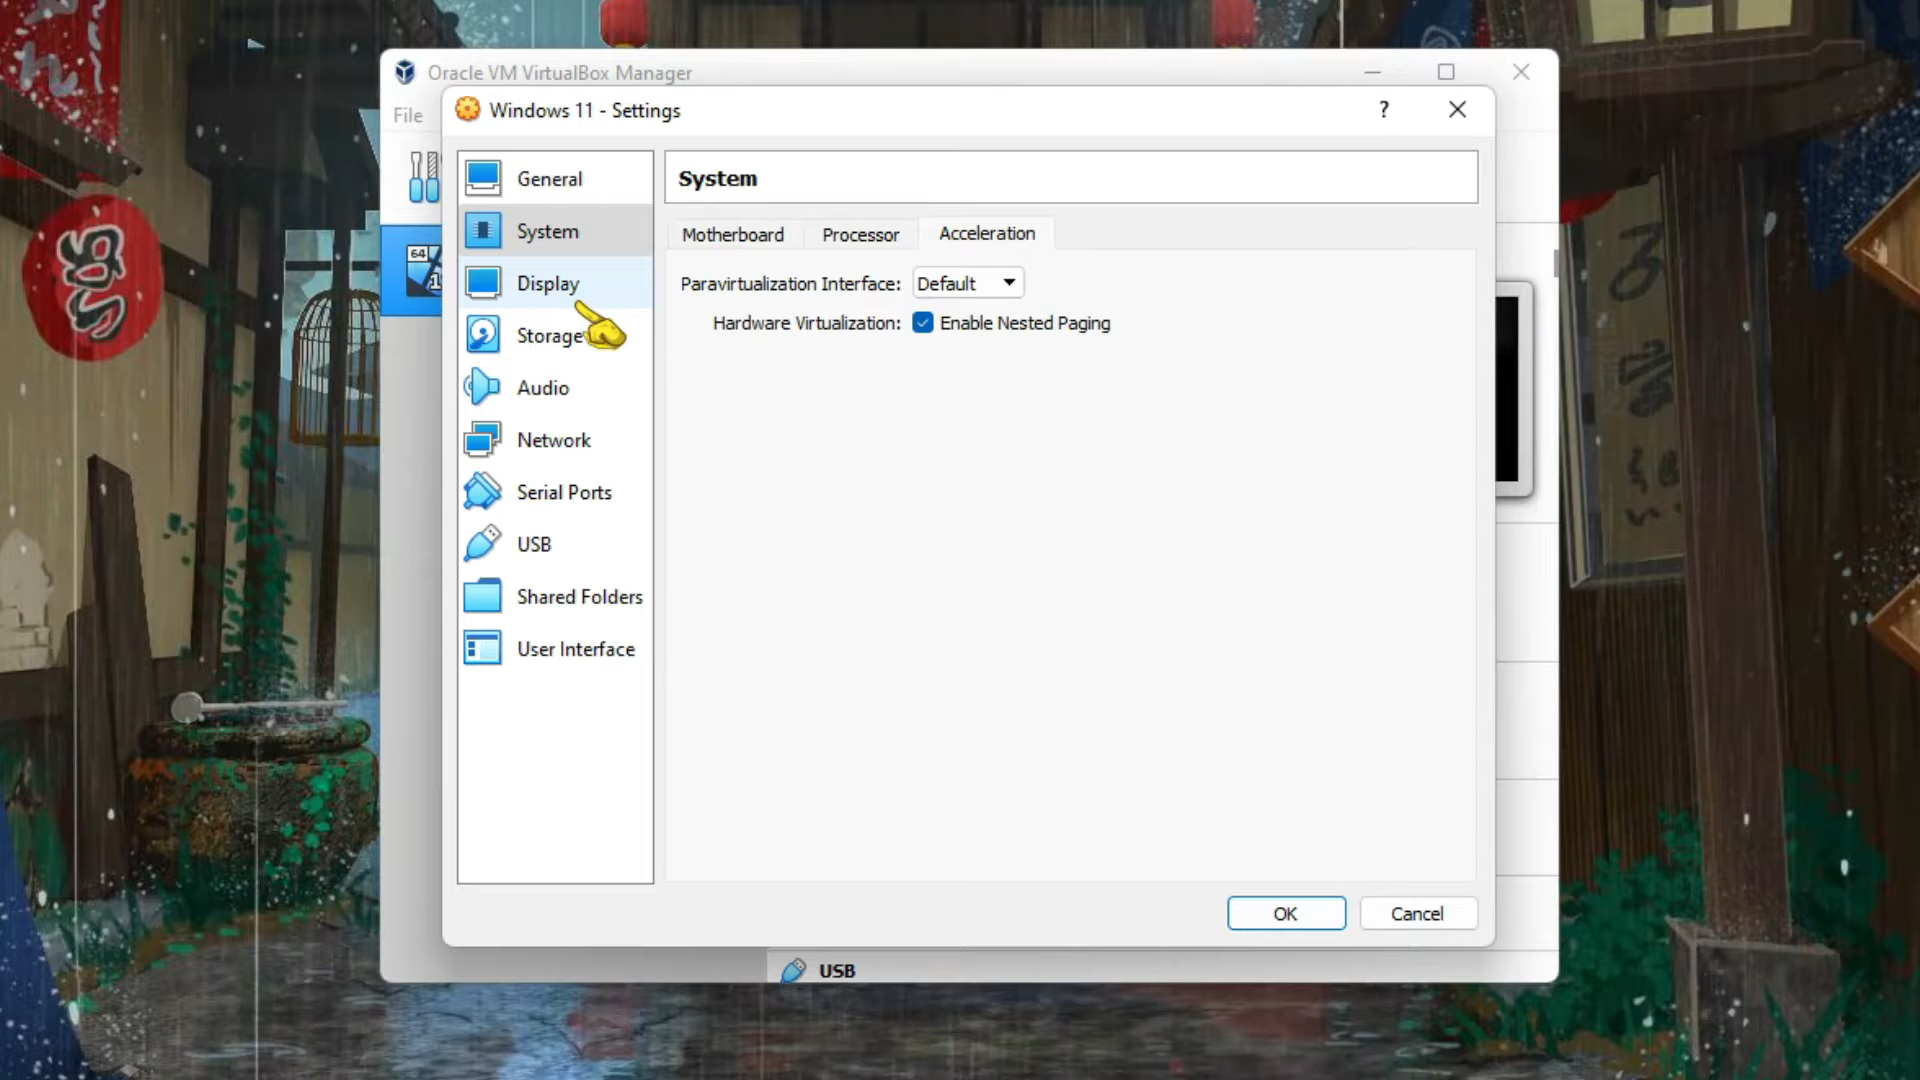 Oracle VM VirtualBox Manager
File
Windows 11 - Settings
?
General
System
Display
Storage
Audio
Network
Serial Ports
USB
Shared Folders
User Interface
System
Motherboard
Processor
Acceleration
Paravirtualization Interface: Default
Hardware Virtualization: Enable Nested Paging
OK
Cancel
64
USB